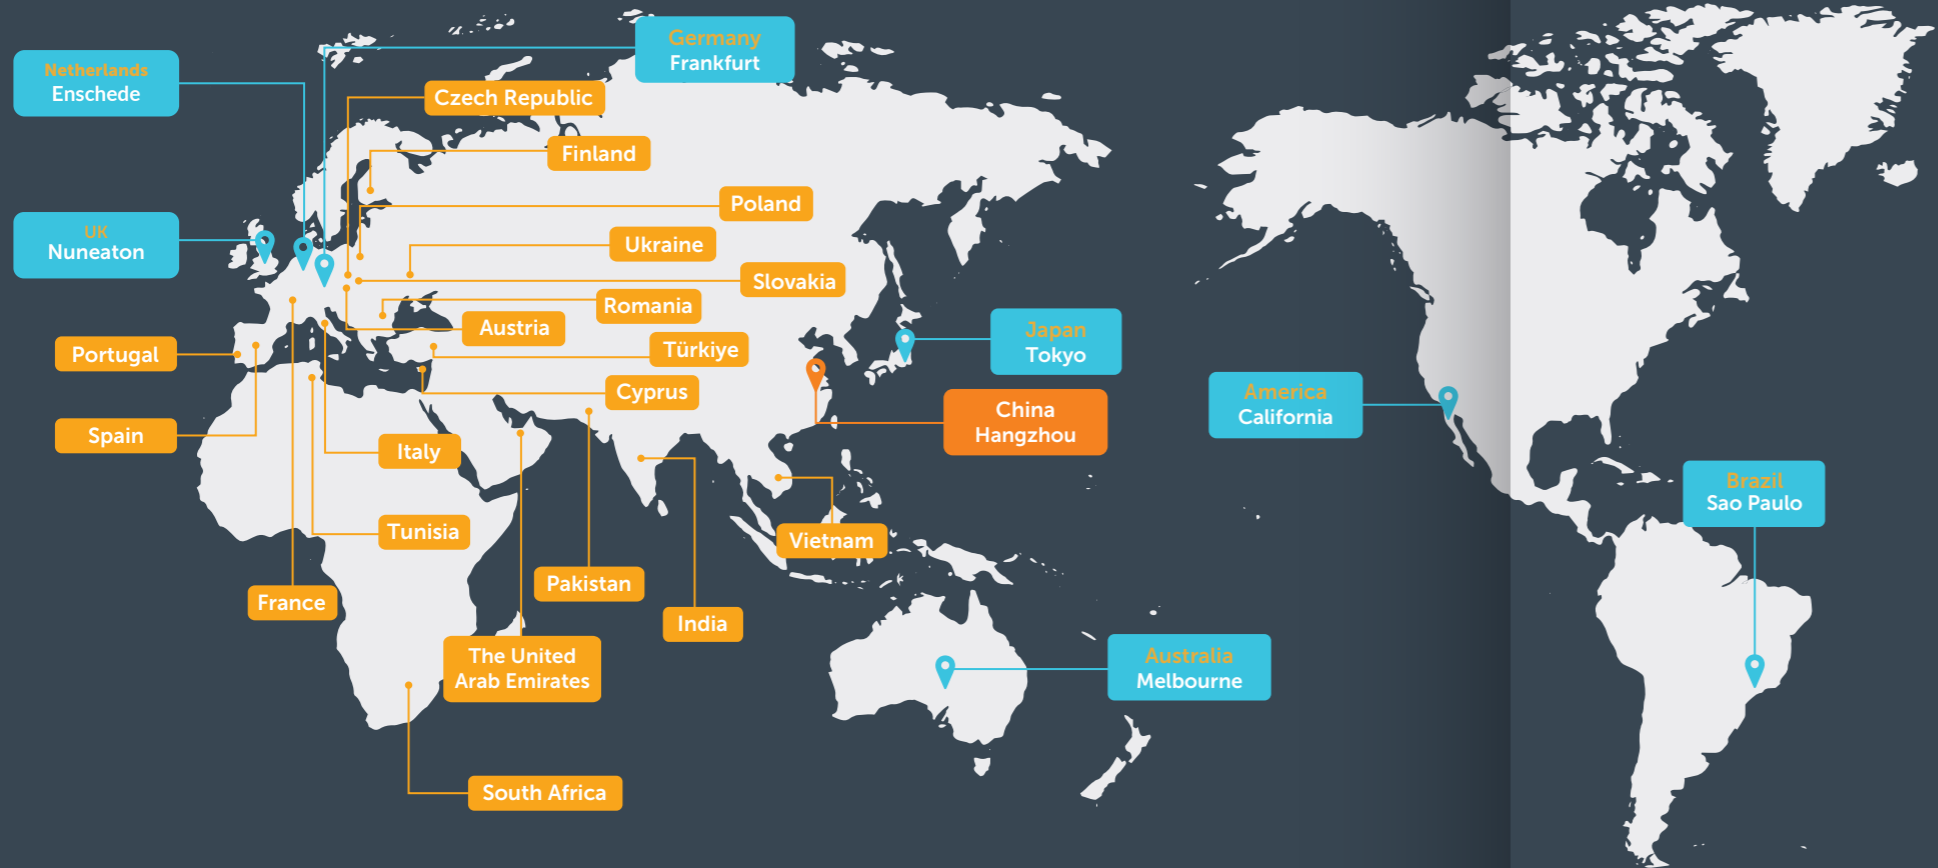 Germany
Frankfurt
Netherlands
Enschede
Czech Republic
Finland
Poland
UK
Nuneaton
Ukraine
Slovakia
Romania
Austria
Portugal
Türkiye
Japan
Tokyo
Cyprus
China
Hangzhou
America
California
Spain
Italy
Brazil
Sao Paulo
Tunisia
Vietnam
Pakistan
France
India
The United
Arab Emirates
Australia
Melbourne
South Africa